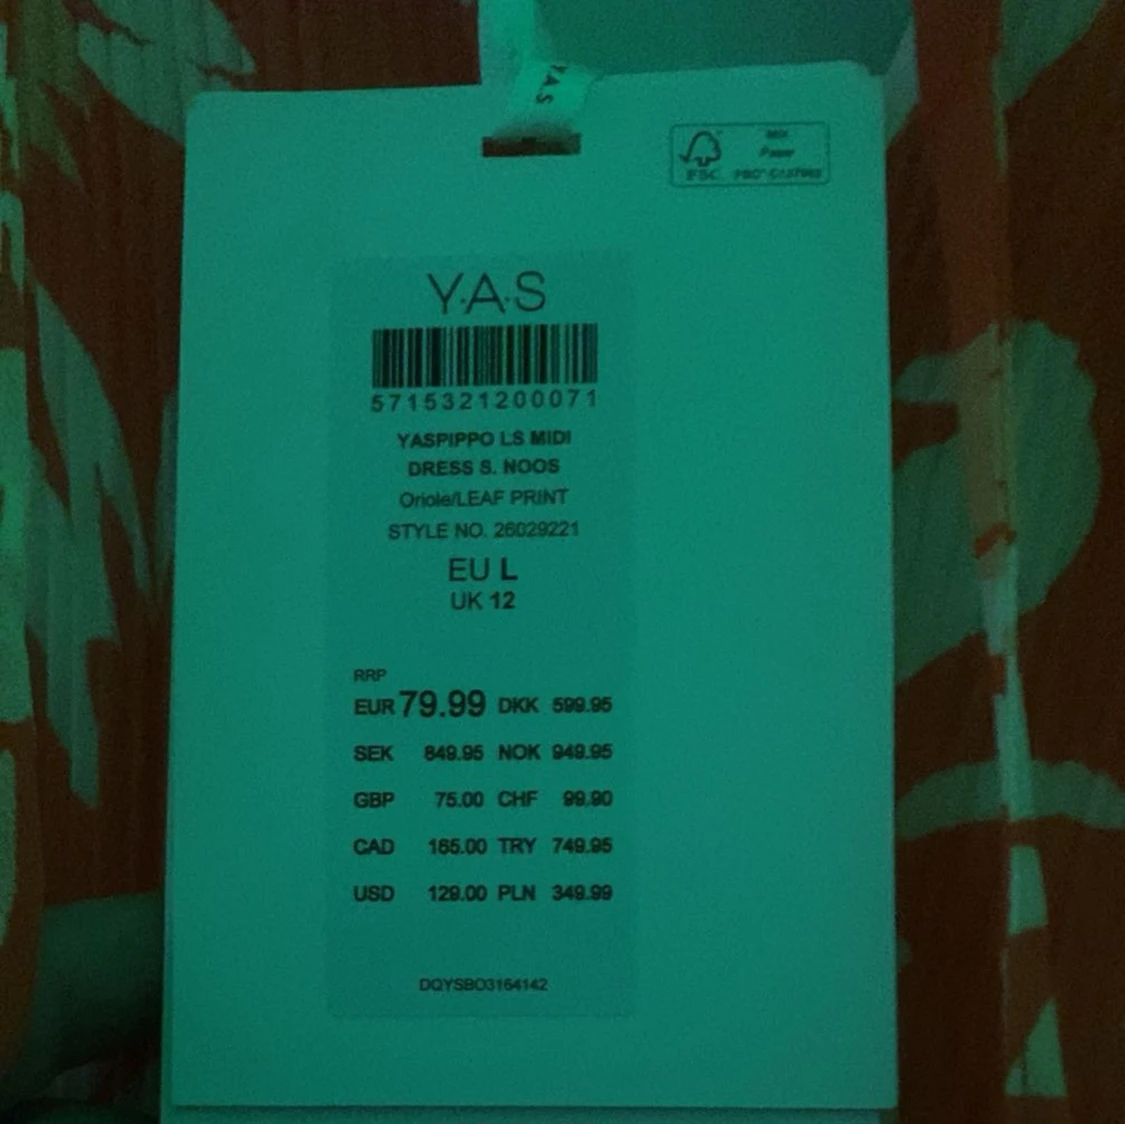 Y.A.S
FSC
MIX
Paper
Y.A.S
5715321200071
YASPIPPO LS MIDI
DRESS S. NOOS
Oriole/LEAF PRINT
STYLE NO. 26029221
EU L
UK 12
RRP
EUR 79.99 DKK 599.95
SEK 849.95 NOK 949.95
GBP 75.00 CHF 99.90
CAD 165.00 TRY 749.95
USD 129.00 PLN 349.99
DQYSBO3164142